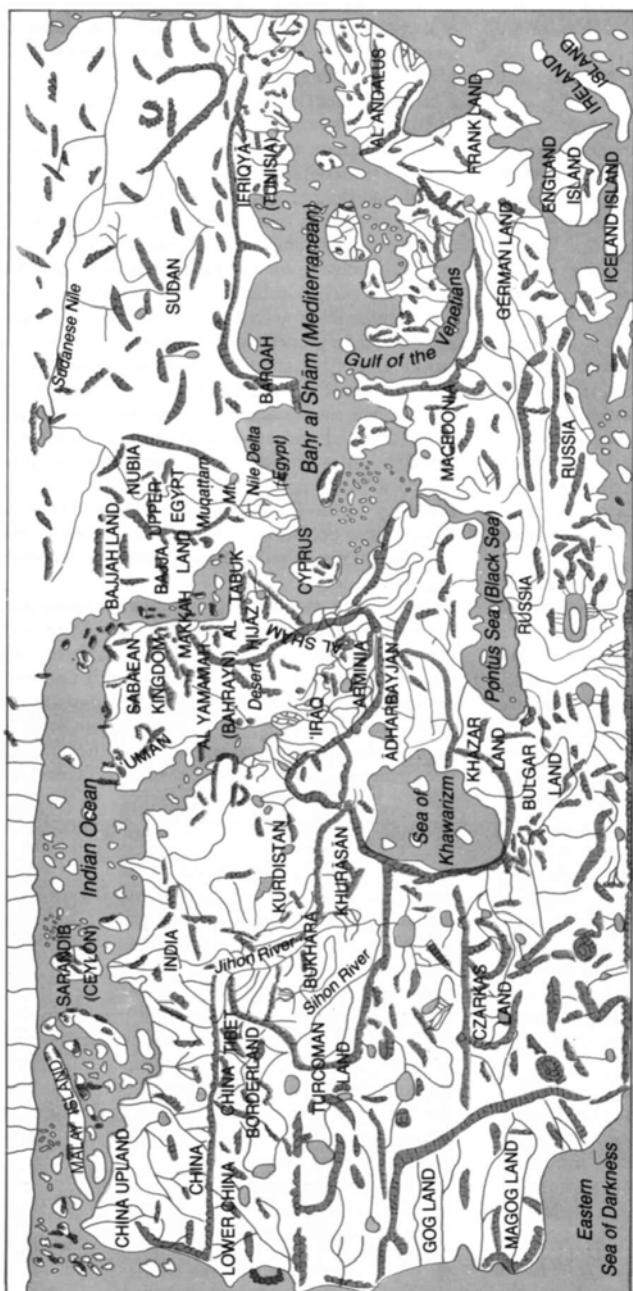 Sudanese Nile
BAJJAH LAND
NUBIA
BAJJA
LAND
UPPER
EGYPT
Muqattam
Mt.
SUDAN
MALAY ISLAND
SARANDIB
(CEYLON)
Indian Ocean
UMAN
SABAEAN
KINGDOM
MAKKAH
AL YAMAMAH
(BAHRAYN)
AL
HIJAZ
Desert
TABUK
AL SHAM
CHINA UPLAND
CHINA
LOWER CHINA
CHINA
BORDERLAND
TIBET
INDIA
Jihon River
BUKHARA
Sihon River
TURCOMAN
LAND
KURDISTAN
KHURASĀN
'IRAQ
ARMINIA
ĀDHARBAYJAN
CYPRUS
Nile Delta
(Egypt)
BARQAH
IFRIQYA
(TUNISIA)
Bahr al Shām (Mediterranean)
AL ANDALUS
Gulf of the Venetians
MACEDONIA
Sea of
Khawarizm
Pontus Sea (Black Sea)
KHAZAR
LAND
BULGAR
LAND
CZARKAS
LAND
RUSSIA
RUSSIA
GERMAN LAND
FRANK LAND
ENGLAND
ISLAND
IRELAND
ISLAND
ICELAND ISLAND
GOG LAND
MAGOG LAND
Eastern
Sea of Darkness